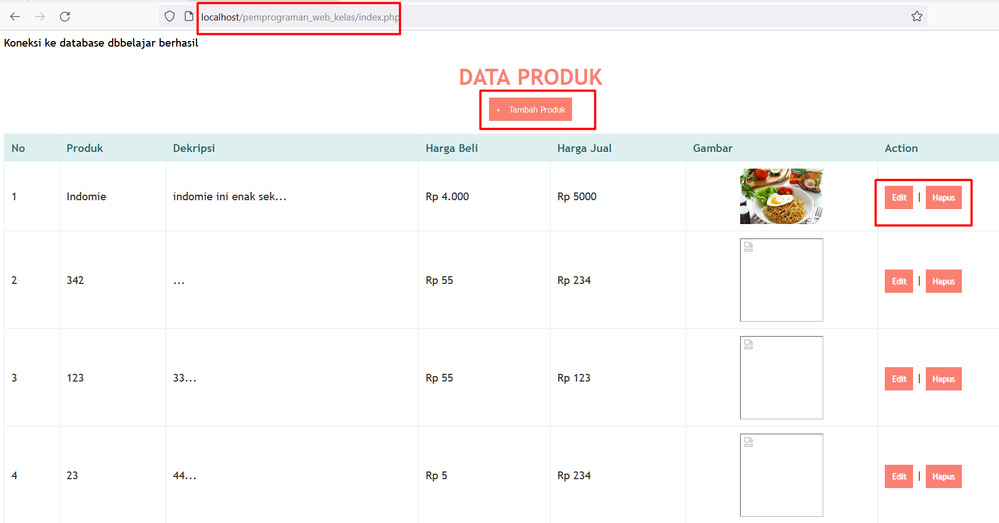 localhost/pemprograman_web_kelas/index.php
Koneksi ke database dbbelajar berhasil
DATA PRODUK
+ Tambah Produk
No Produk Dekripsi Harga Beli Harga Jual Gambar Action
1 Indomie indomie ini enak sek... Rp 4.000 Rp 5000 Edit | Hapus
2 342 ... Rp 55 Rp 234 Edit | Hapus
3 123 33... Rp 55 Rp 123 Edit | Hapus
4 23 44... Rp 5 Rp 234 Edit | Hapus